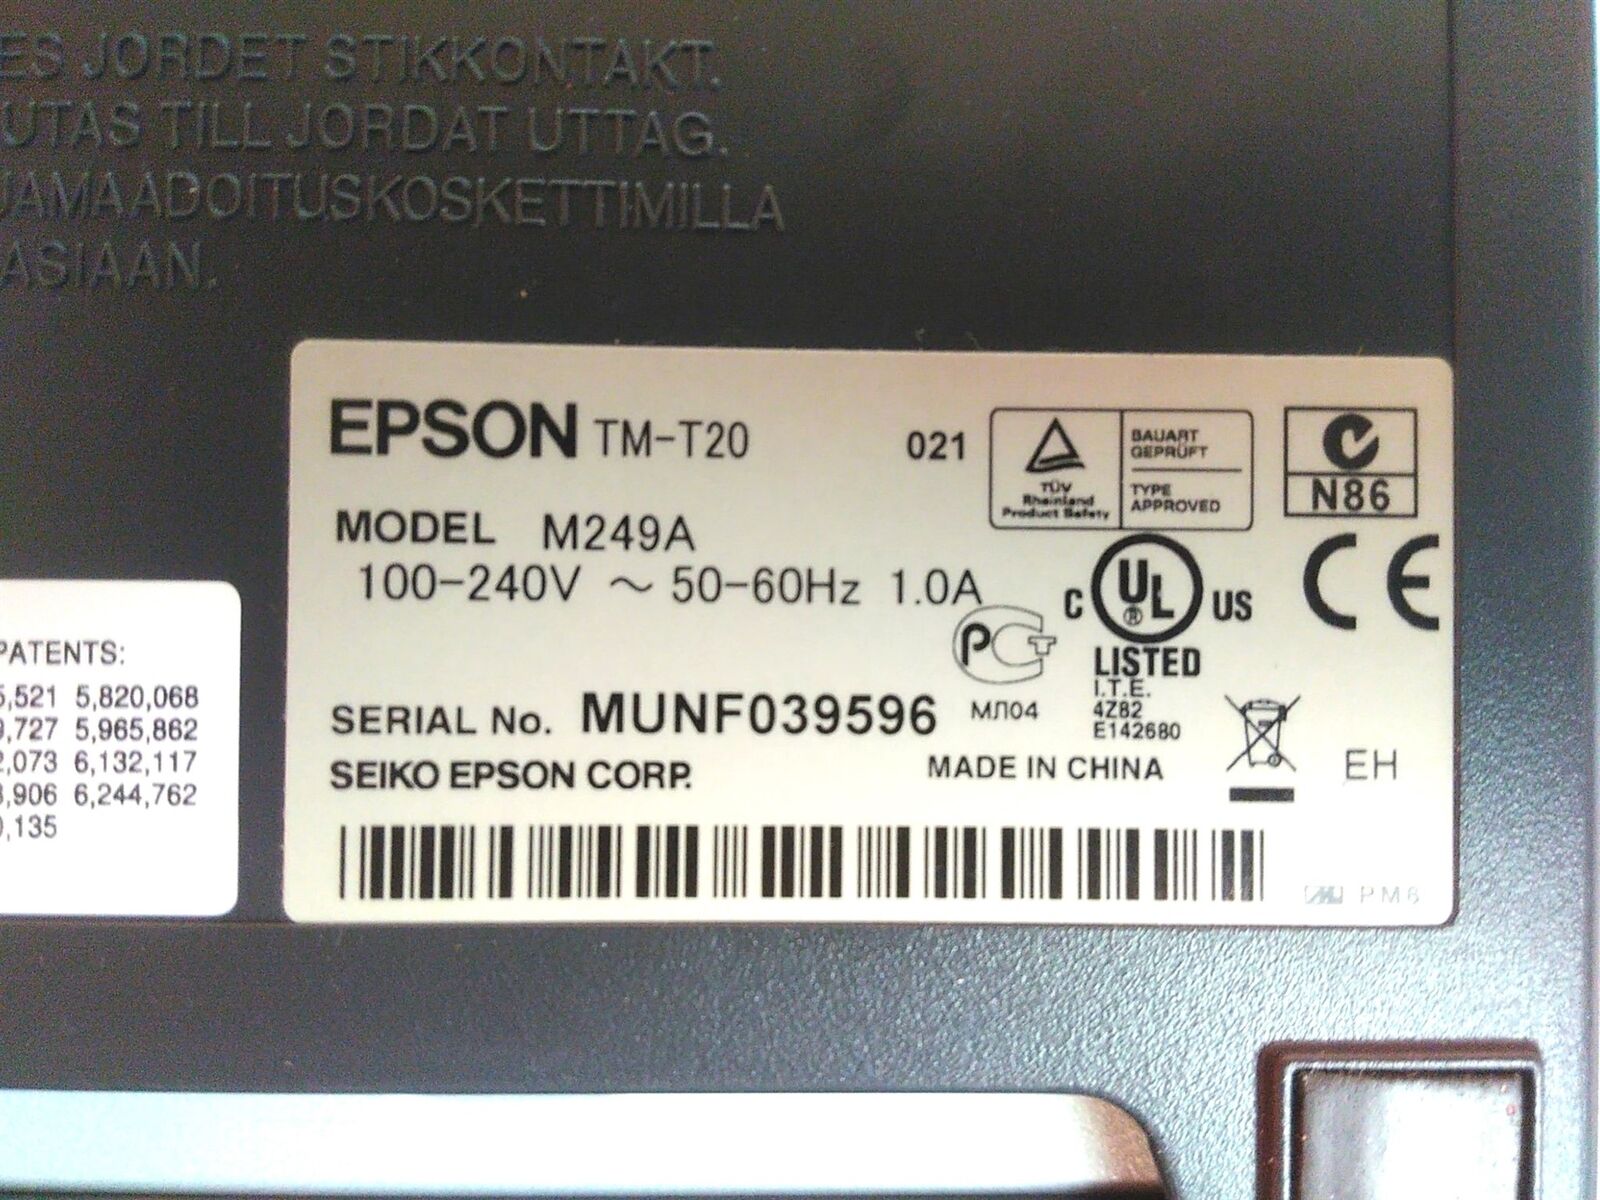 ES JORDET STIKKONTAKT.
UTAS TILL JORDAT UTTAG.
JAMAADOITUSKOSKETTIMILLA
ASIAAN.
EPSON TM-T20
021
TÜV
Rheinland
Product Safety
BAUART
GEPRÜFT
TYPE
APPROVED
N86
MODEL M249A
100-240V ～ 50-60Hz 1.0A
C UL ® US
LISTED
I.T.E.
4Z82
E142680
CE
PCT
МЛ04
SERIAL No. MUNF039596
SEIKO EPSON CORP.
MADE IN CHINA
EH
PM8
PATENTS:
5,521 5,820,068
9,727 5,965,862
2,073 6,132,117
3,906 6,244,762
,135